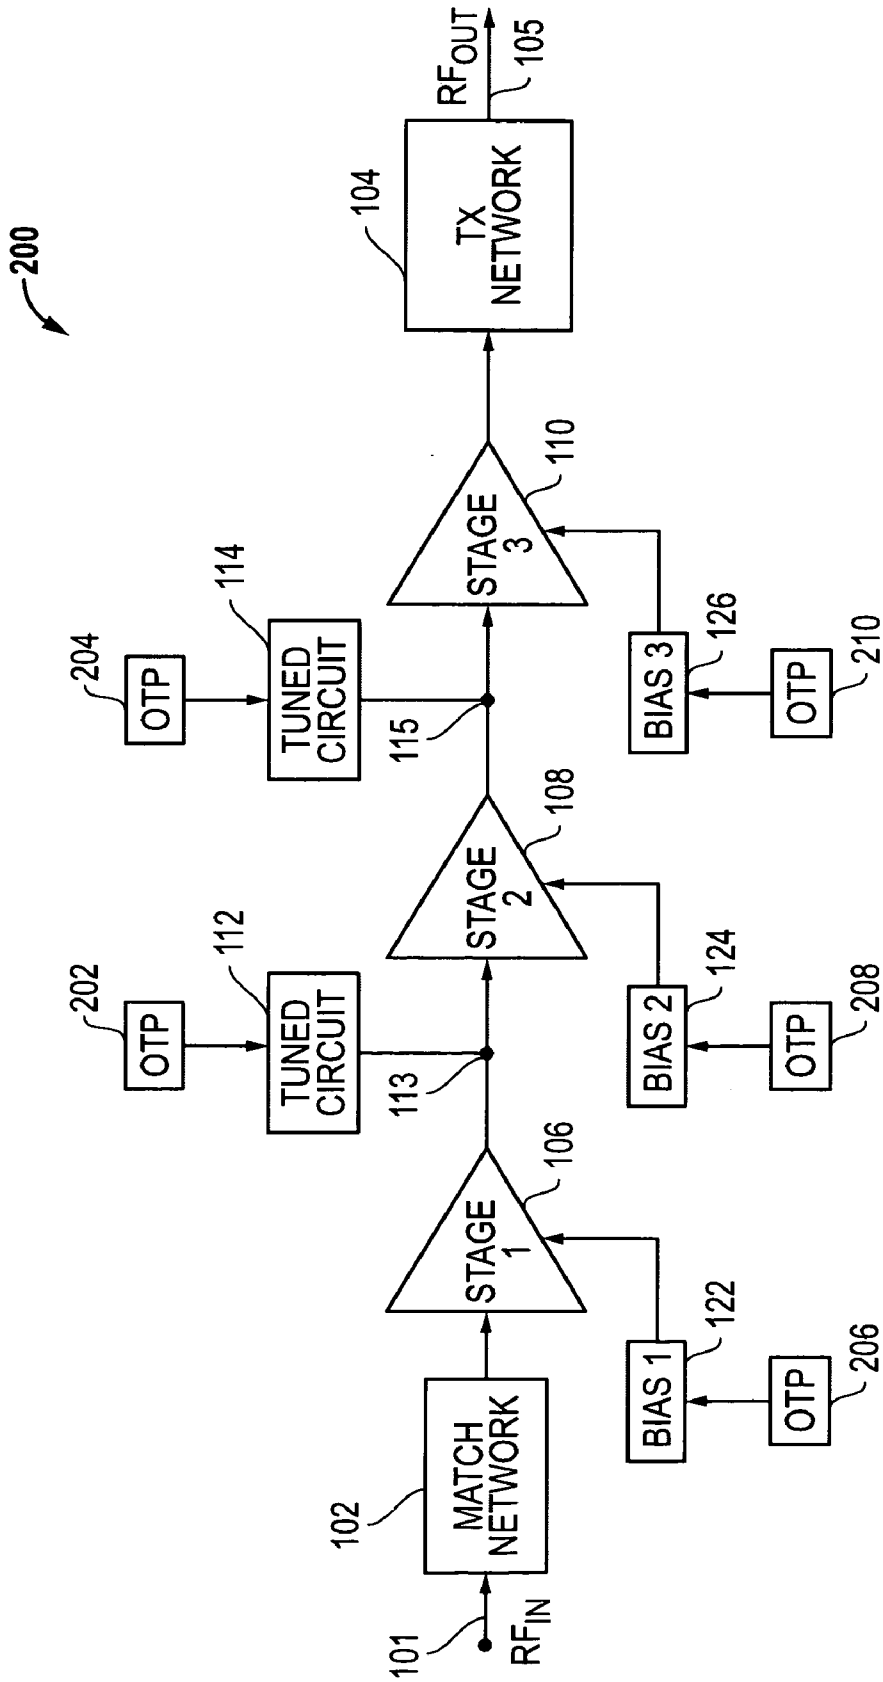 200
204
OTP
114
TUNED
CIRCUIT
202
OTP
112
TUNED
CIRCUIT
101
RF_IN
102
MATCH
NETWORK
STAGE
1
106
113
STAGE
2
108
115
STAGE
3
110
104
TX
NETWORK
RF_OUT
105
BIAS 1
122
OTP
206
BIAS 2
124
OTP
208
BIAS 3
126
OTP
210